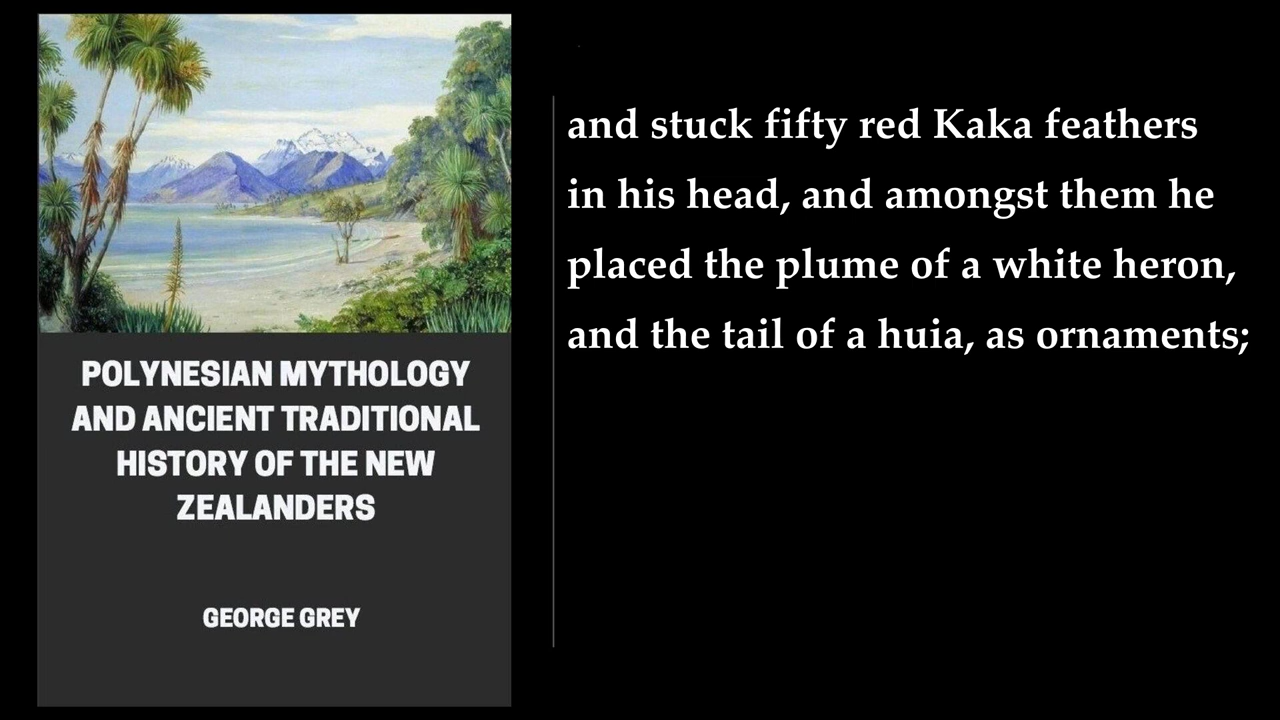 POLYNESIAN MYTHOLOGY
AND ANCIENT TRADITIONAL
HISTORY OF THE NEW
ZEALANDERS
GEORGE GREY
and stuck fifty red Kaka feathers
in his head, and amongst them he
placed the plume of a white heron,
and the tail of a huia, as ornaments;